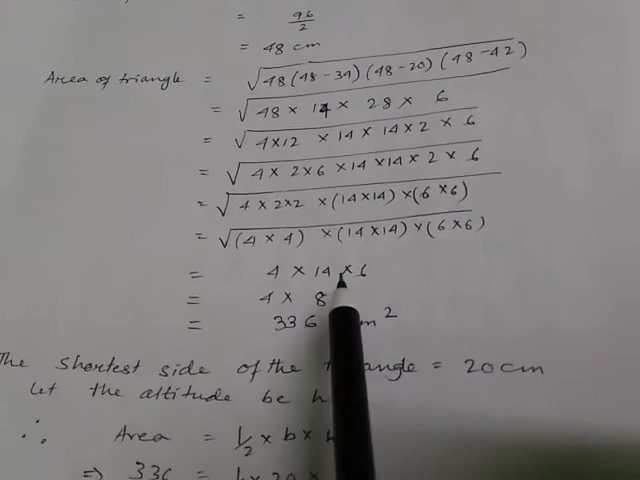 = 96/2
= 48 cm
Area of triangle = √48(48-34)(48-20)(48-42)
= √48 × 14 × 28 × 6
= √4×12 × 14 × 14 × 2 × 6
= √4 × 2×6 × 14 × 14 × 2 × 6
= √4 × 2×2 × (14×14) × (6×6)
= √(4 × 4) × (14×14) × (6×6)
= 4 × 14 × 6
= 4 × 8
= 336 m²
The shortest side of the t angle = 20cm
Let the altitude be h
∴ Area = 1/2 × b × h
⇒ 336 = × 20 ×